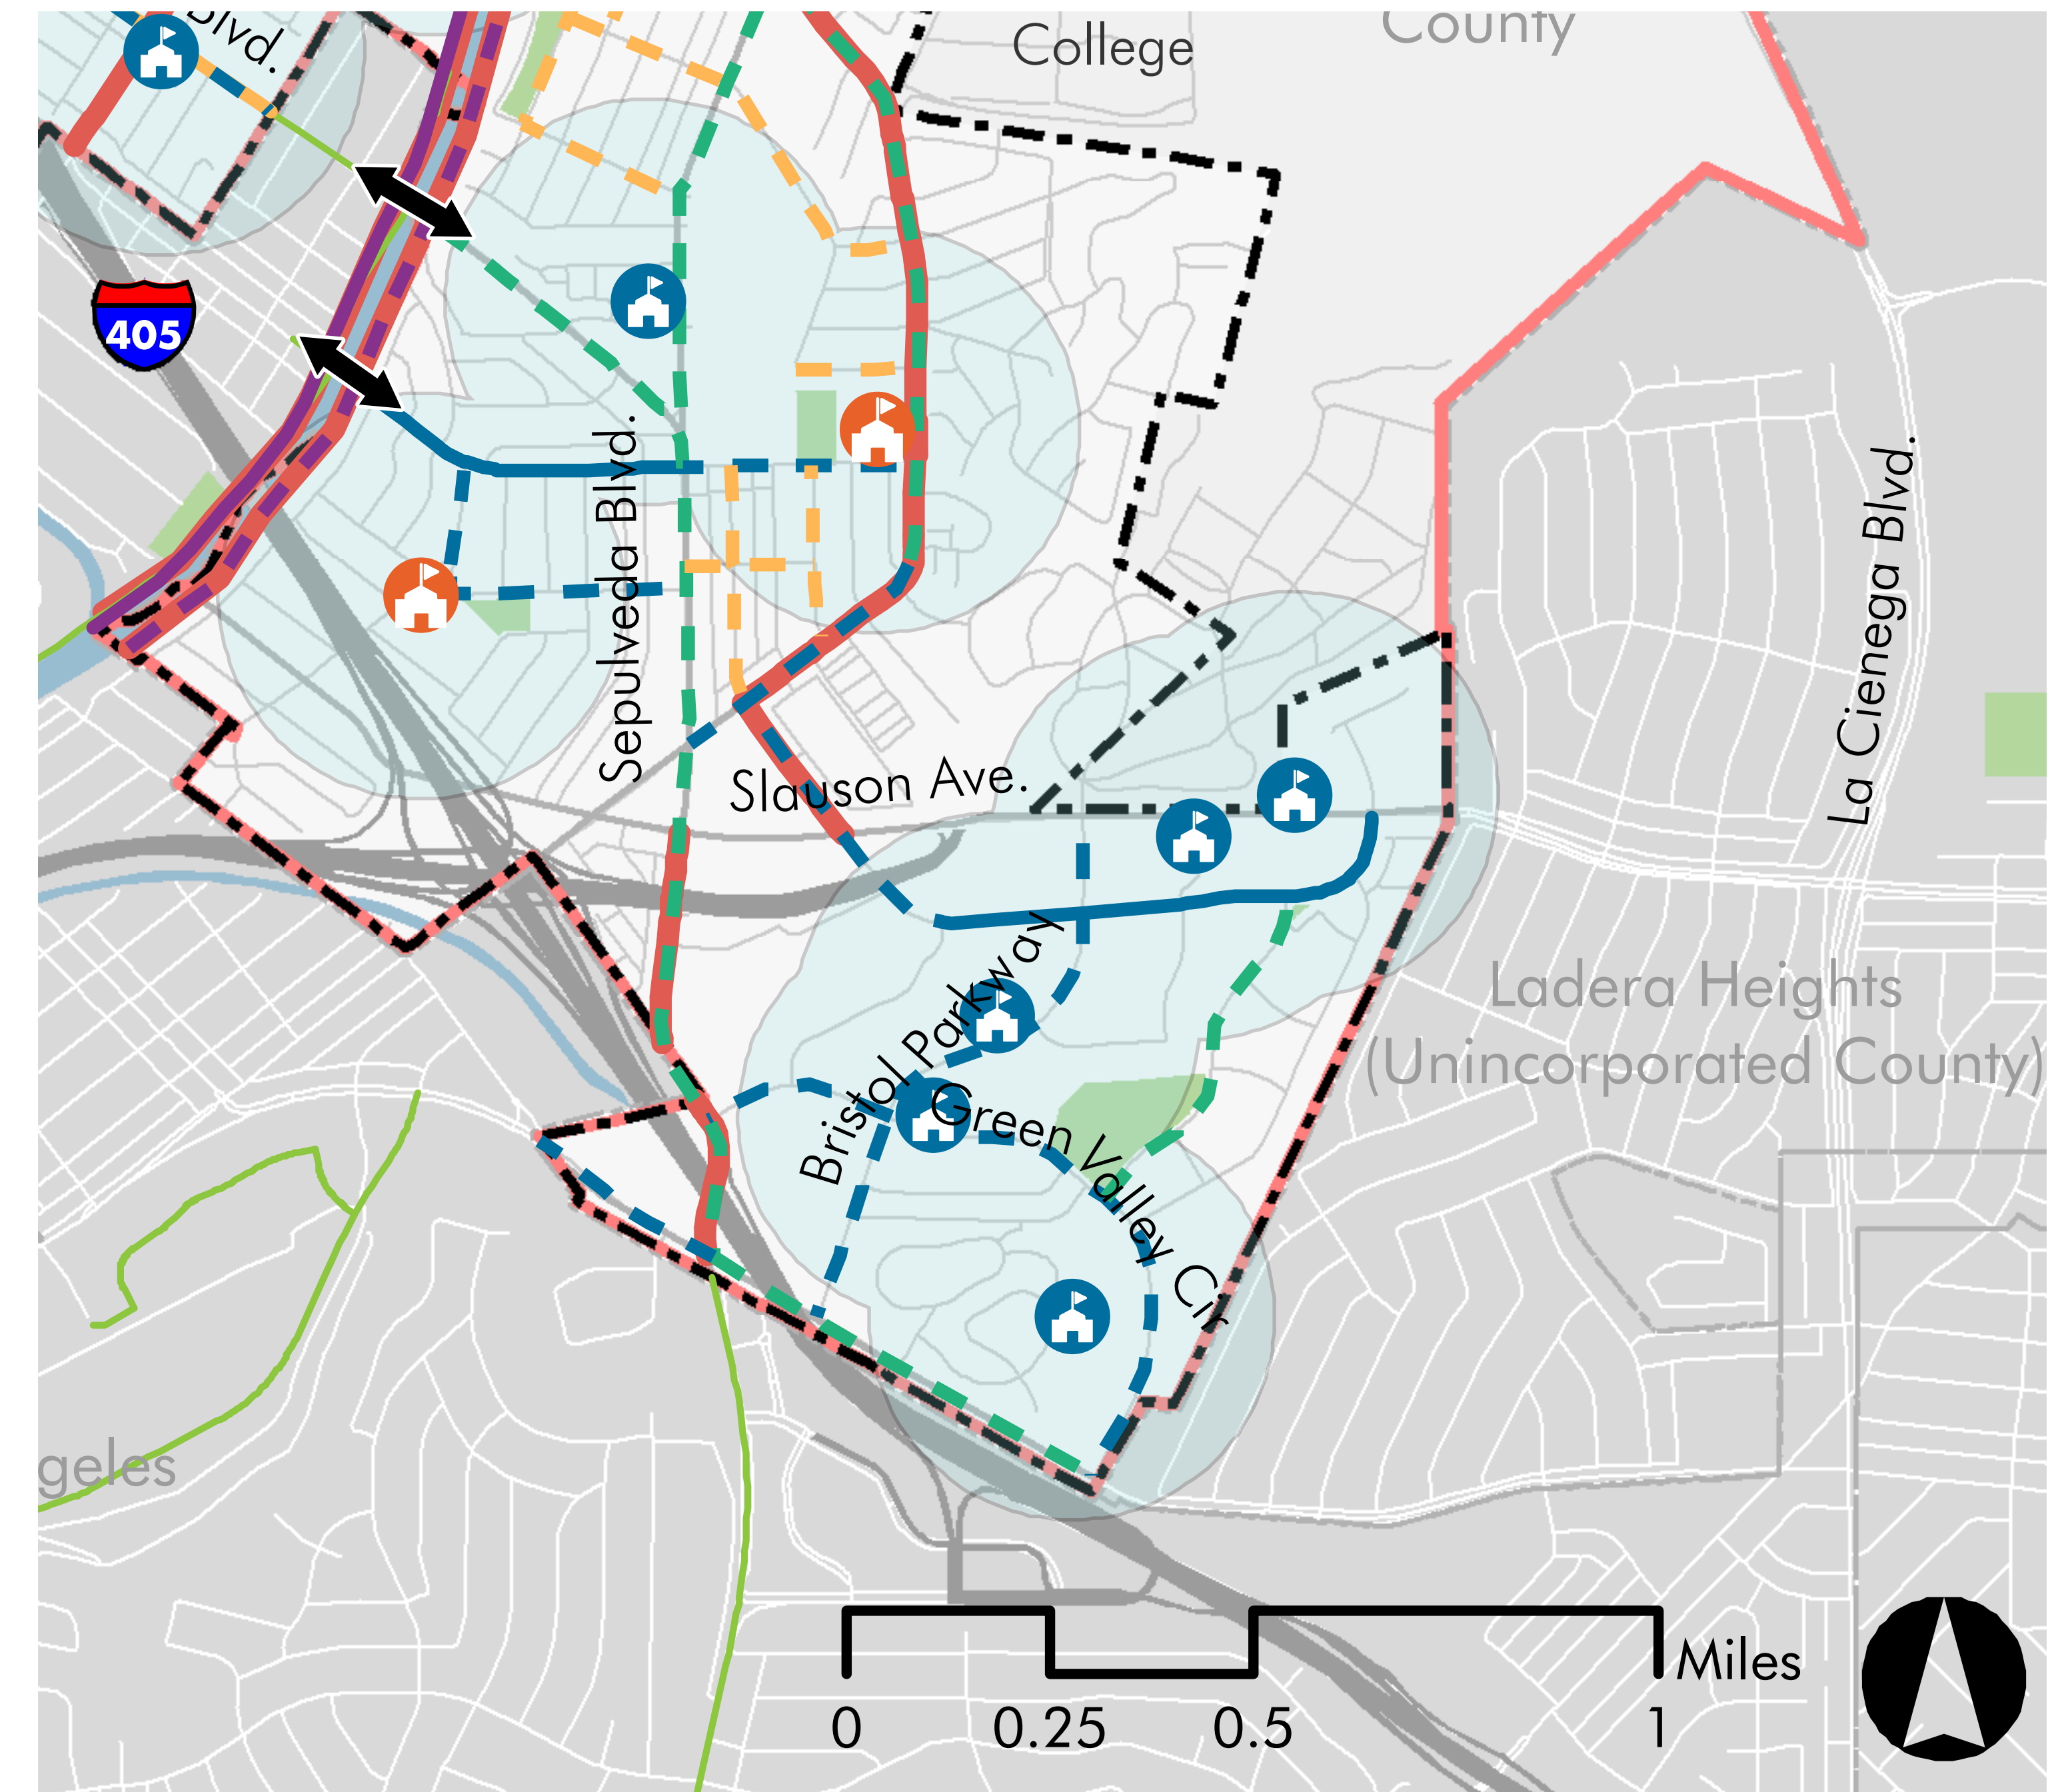 Blvd.
College
County
405
Sepulveda Blvd.
La Cienega Blvd.
Slauson Ave.
Ladera Heights
(Unincorporated County)
Bristol Parkway
Green Valley Cir.
geles
Miles
0 0.25 0.5 1